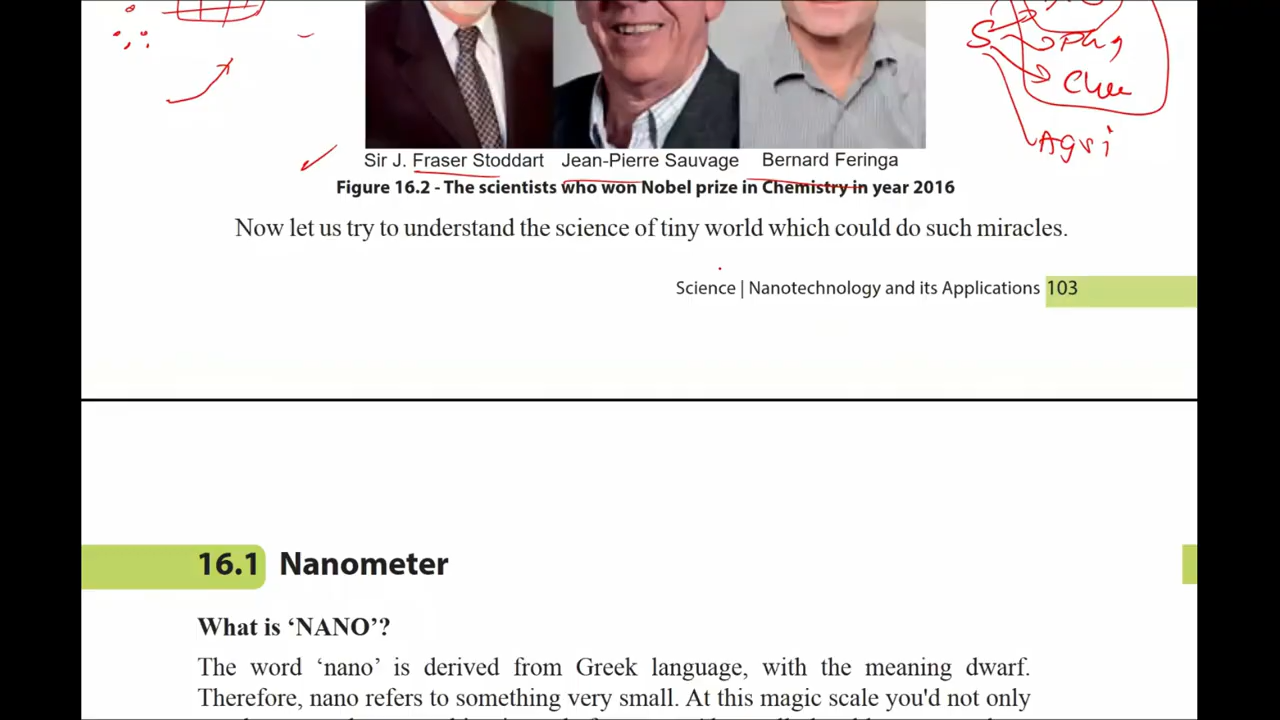 S
Phy
Che
Agri
Sir J. Fraser Stoddart Jean-Pierre Sauvage Bernard Feringa
Figure 16.2 - The scientists who won Nobel prize in Chemistry in year 2016
Now let us try to understand the science of tiny world which could do such miracles.
Science | Nanotechnology and its Applications 103
16.1 Nanometer
What is ‘NANO’?
The word ‘nano’ is derived from Greek language, with the meaning dwarf.
Therefore, nano refers to something very small. At this magic scale you'd not only